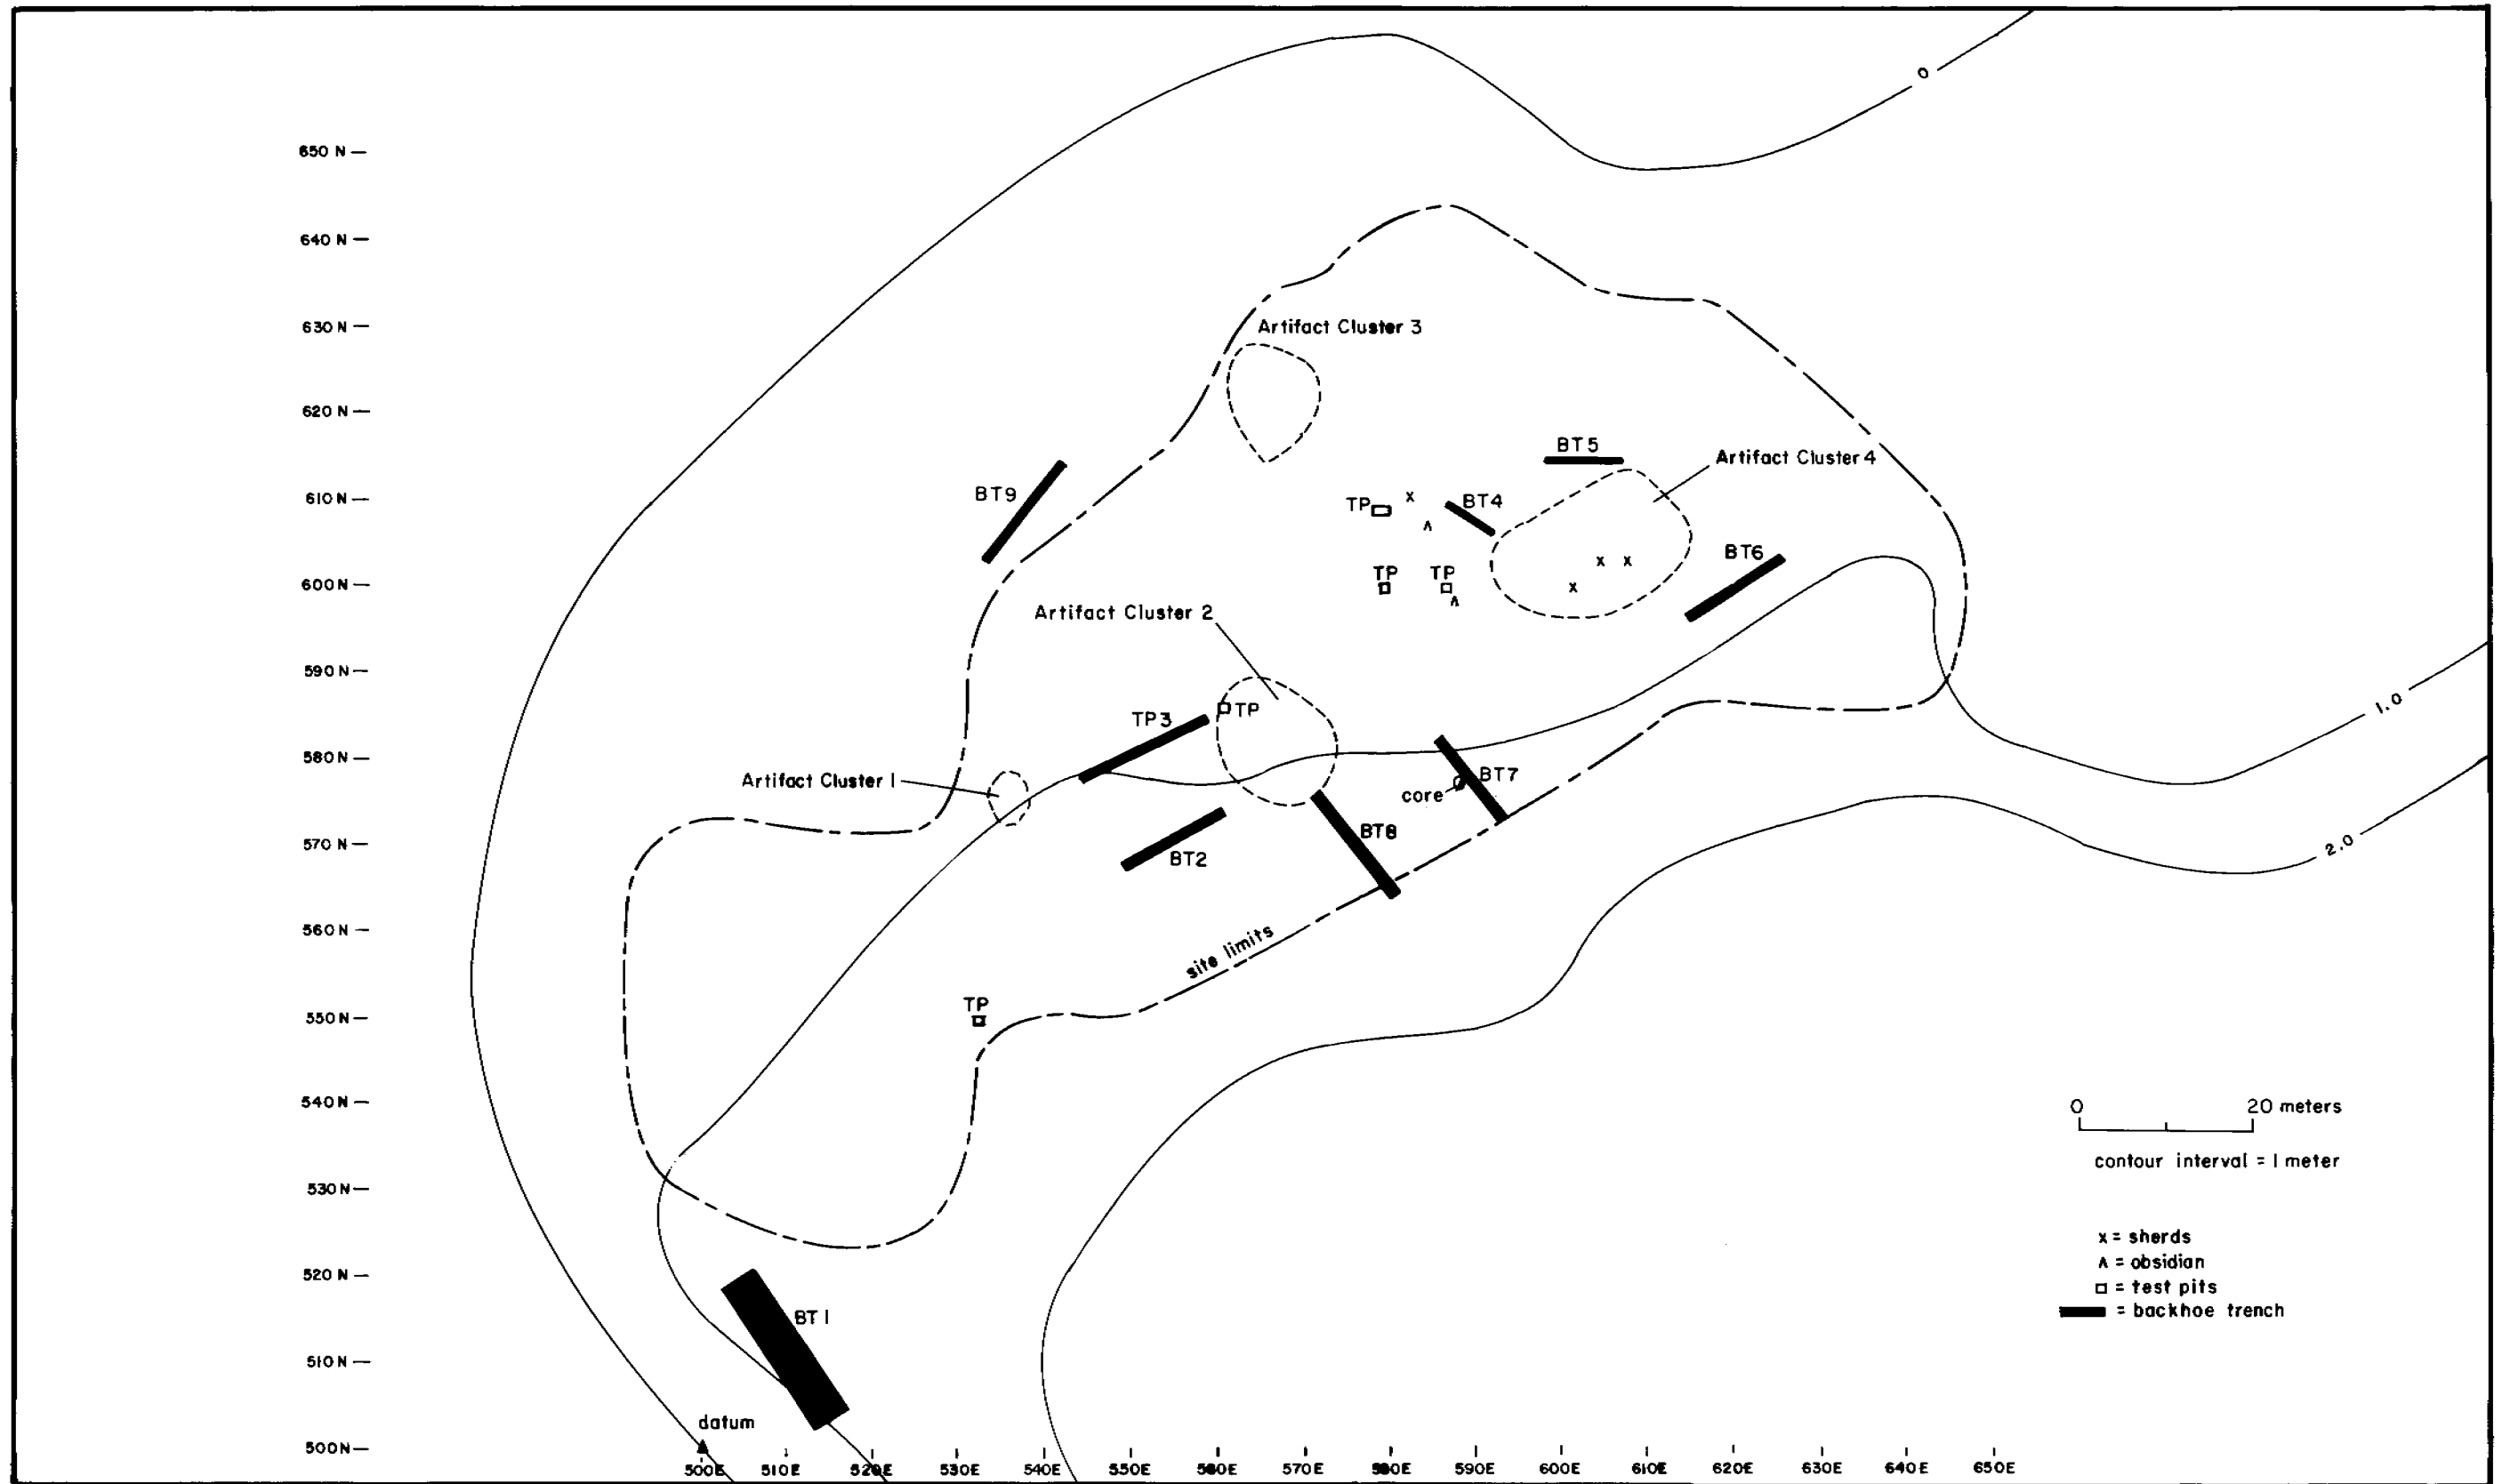 0
650 N
640 N
630 N
Artifact Cluster 3
620 N
BT5
Artifact Cluster 4
BT9
610 N
TP
x
BT4
ʌ
BT6
x x
600 N
TP
TP
x
ʌ
Artifact Cluster 2
590 N
1.0
TP3
TP
580 N
Artifact Cluster 1
BT7
core
BT8
570 N
BT2
2.0
560 N
site limits
TP
550 N
540 N
0 20 meters
contour interval = 1 meter
530 N
x = sherds
ʌ = obsidian
520 N
□ = test pits
= backhoe trench
BT 1
510 N
datum
500N
500E 510E 520E 530E 540E 550E 560E 570E 580E 590E 600E 610E 620E 630E 640E 650E